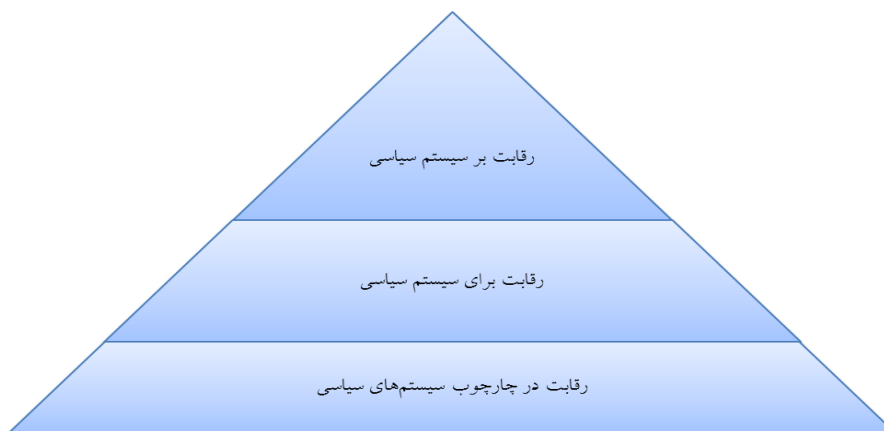 رقابت بر سیستم سیاسی
رقابت برای سیستم سیاسی
رقابت در چارچوب سیستم‌های سیاسی